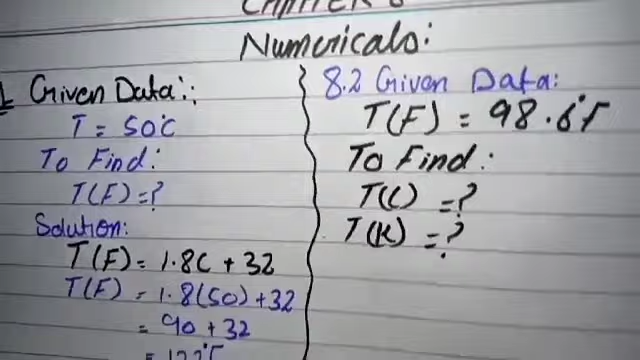 Numericals:
Given Data:
T = 50°C
To Find:
T(F) = ?
Solution:
T(F) = 1.8C + 32
T(F) = 1.8(50) + 32
= 90 + 32
= 122°F
8.2 Given Data:
T(F) = 98.6°F
To Find:
T(C) = ?
T(K) = ?